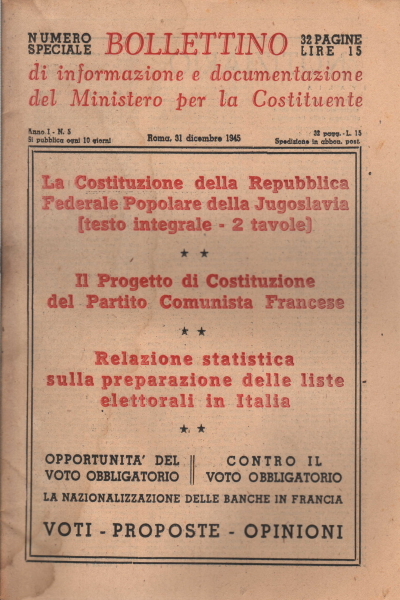 NUMERO SPECIALE
BOLLETTINO
32 PAGINE LIRE 15
di informazione e documentazione
del Ministero per la Costituente
Anno I - N. 5
Si pubblica ogni 10 giorni
Roma, 31 dicembre 1945
32 pagg. - L. 15
Spedizione in abbon. post.
La Costituzione della Repubblica
Federale Popolare della Jugoslavia
(testo integrale - 2 tavole)
★ ★
Il Progetto di Costituzione
del Partito Comunista Francese
★ ★
Relazione statistica
sulla preparazione delle liste
elettorali in Italia
★ ★
OPPORTUNITA' DEL
VOTO OBBLIGATORIO
CONTRO IL
VOTO OBBLIGATORIO
LA NAZIONALIZZAZIONE DELLE BANCHE IN FRANCIA
VOTI - PROPOSTE - OPINIONI